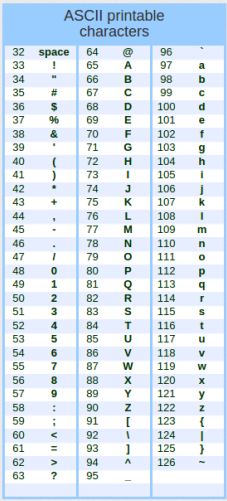 ASCII printable
characters
32 space 64 @ 96 `
33 ! 65 A 97 a
34 " 66 B 98 b
35 # 67 C 99 c
36 $ 68 D 100 d
37 % 69 E 101 e
38 & 70 F 102 f
39 ' 71 G 103 g
40 ( 72 H 104 h
41 ) 73 I 105 i
42 * 74 J 106 j
43 + 75 K 107 k
44 , 76 L 108 l
45 - 77 M 109 m
46 . 78 N 110 n
47 / 79 O 111 o
48 0 80 P 112 p
49 1 81 Q 113 q
50 2 82 R 114 r
51 3 83 S 115 s
52 4 84 T 116 t
53 5 85 U 117 u
54 6 86 V 118 v
55 7 87 W 119 w
56 8 88 X 120 x
57 9 89 Y 121 y
58 : 90 Z 122 z
59 ; 91 [ 123 {
60 < 92 \ 124 |
61 = 93 ] 125 }
62 > 94 ^ 126 ~
63 ? 95 _